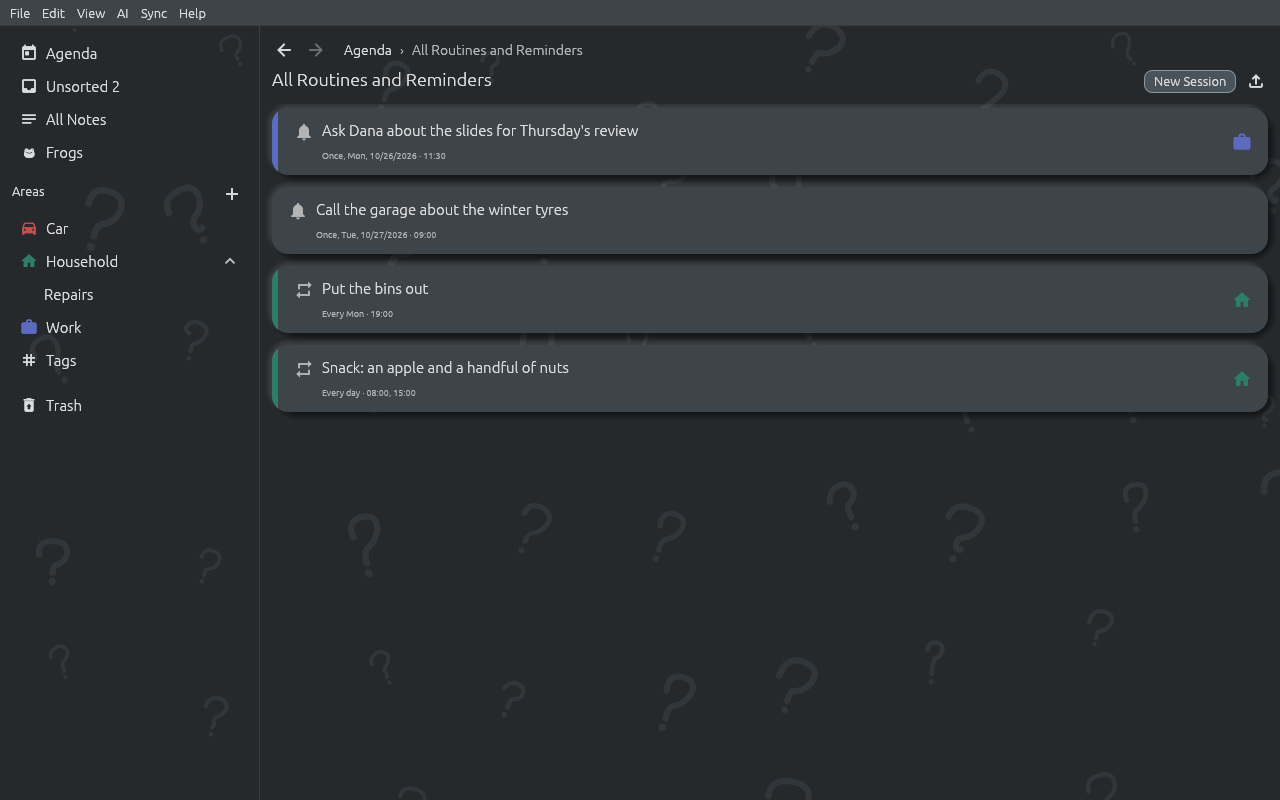 File Edit View AI Sync Help
Agenda
Unsorted 2
All Notes
Frogs
Areas
Car
Household
Repairs
Work
Tags
Trash
Agenda › All Routines and Reminders
All Routines and Reminders
New Session
Ask Dana about the slides for Thursday's review
Once, Mon, 10/26/2026 · 11:30
Call the garage about the winter tyres
Once, Tue, 10/27/2026 · 09:00
Put the bins out
Every Mon · 19:00
Snack: an apple and a handful of nuts
Every day · 08:00, 15:00